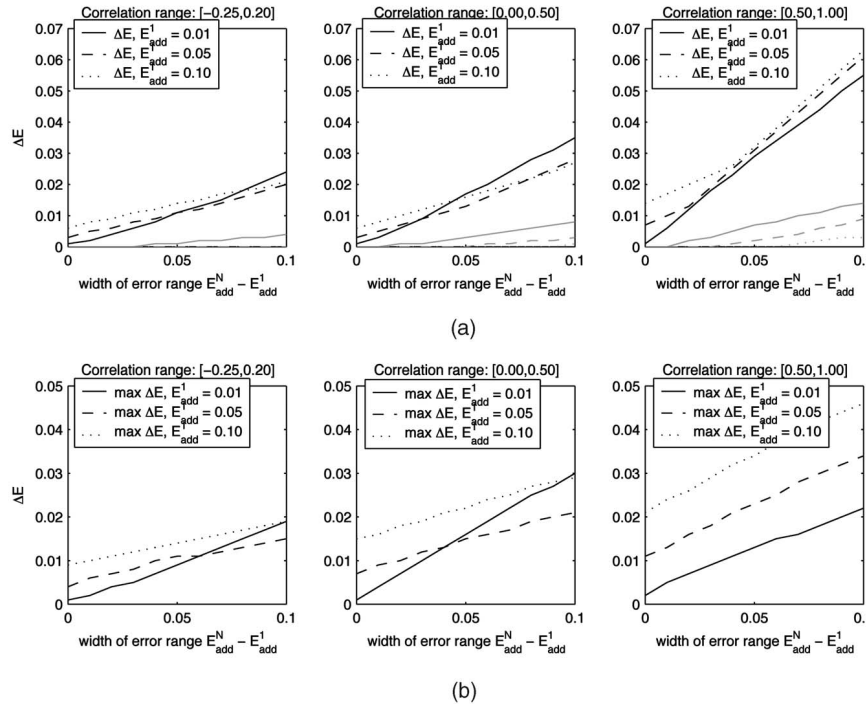 Correlation range: [−0.25,0.20]
Correlation range: [0.00,0.50]
Correlation range: [0.50,1.00]
ΔE, E¹add = 0.01
ΔE, E¹add = 0.05
ΔE, E¹add = 0.10
ΔE, E¹add = 0.01
ΔE, E¹add = 0.05
ΔE, E¹add = 0.10
ΔE, E¹add = 0.01
ΔE, E¹add = 0.05
ΔE, E¹add = 0.10
ΔE
0.07
0.06
0.05
0.04
0.03
0.02
0.01
0
0.07
0.06
0.05
0.04
0.03
0.02
0.01
0
0.07
0.06
0.05
0.04
0.03
0.02
0.01
0
0 0.05 0.1
0 0.05 0.1
0 0.05 0.
width of error range Eᴺadd − E¹add
width of error range Eᴺadd − E¹add
width of error range Eᴺadd − E¹add
(a)
Correlation range: [−0.25,0.20]
Correlation range: [0.00,0.50]
Correlation range: [0.50,1.00]
max ΔE, E¹add = 0.01
max ΔE, E¹add = 0.05
max ΔE, E¹add = 0.10
max ΔE, E¹add = 0.01
max ΔE, E¹add = 0.05
max ΔE, E¹add = 0.10
max ΔE, E¹add = 0.01
max ΔE, E¹add = 0.05
max ΔE, E¹add = 0.10
ΔE
0.05
0.04
0.03
0.02
0.01
0
0.05
0.04
0.03
0.02
0.01
0
0.05
0.04
0.03
0.02
0.01
0
0 0.05 0.1
0 0.05 0.1
0 0.05 0.
width of error range Eᴺadd − E¹add
width of error range Eᴺadd − E¹add
width of error range Eᴺadd − E¹add
(b)